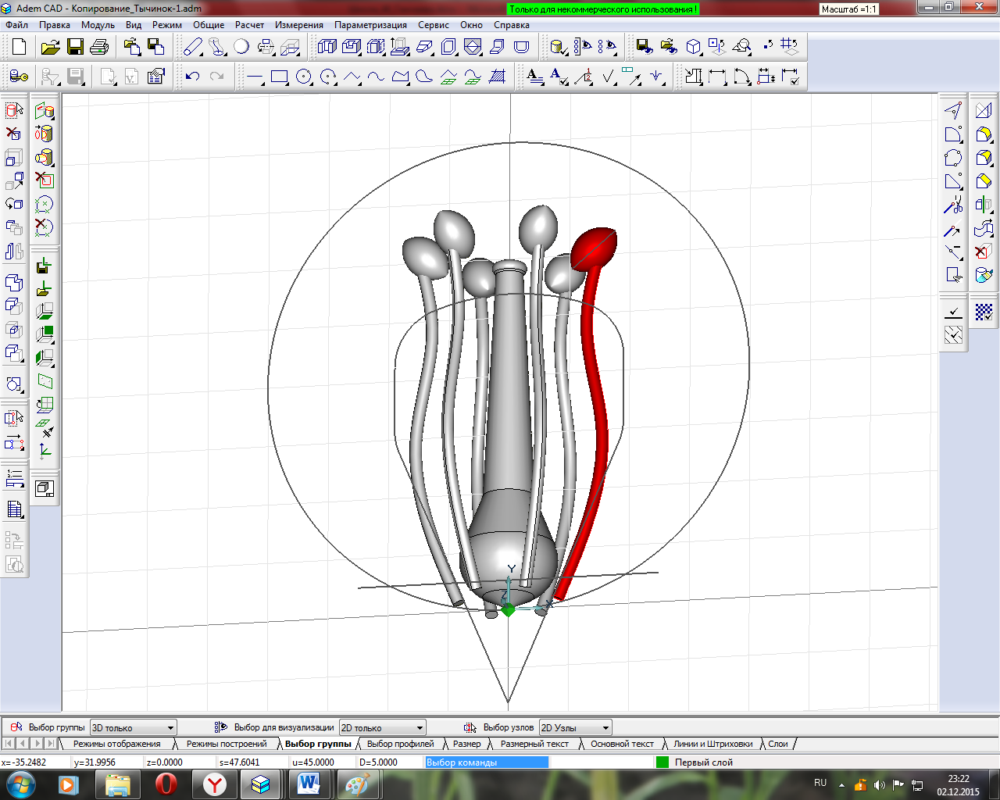 Adem CAD - Копирование_Тычинок-1.adm
Только для некоммерческого использования !
Масштаб =1:1
Файл Правка Модуль Вид Режим Общие Расчет Измерения Параметризация Сервис Окно Справка
Y
Z
X
Выбор группы 3D только Выбор для визуализации 2D только Выбор узлов 2D Узлы
Режимы отображения Режимы построений Выбор группы Выбор профилей Размер Размерный текст Основной текст Линии и Штриховки Слои
x=-35.2482 y=31.9956 z=0.0000 s=47.6041 u=45.0000 D=5.0000 Выбор команды Первый слой
RU
23:22
02.12.2015